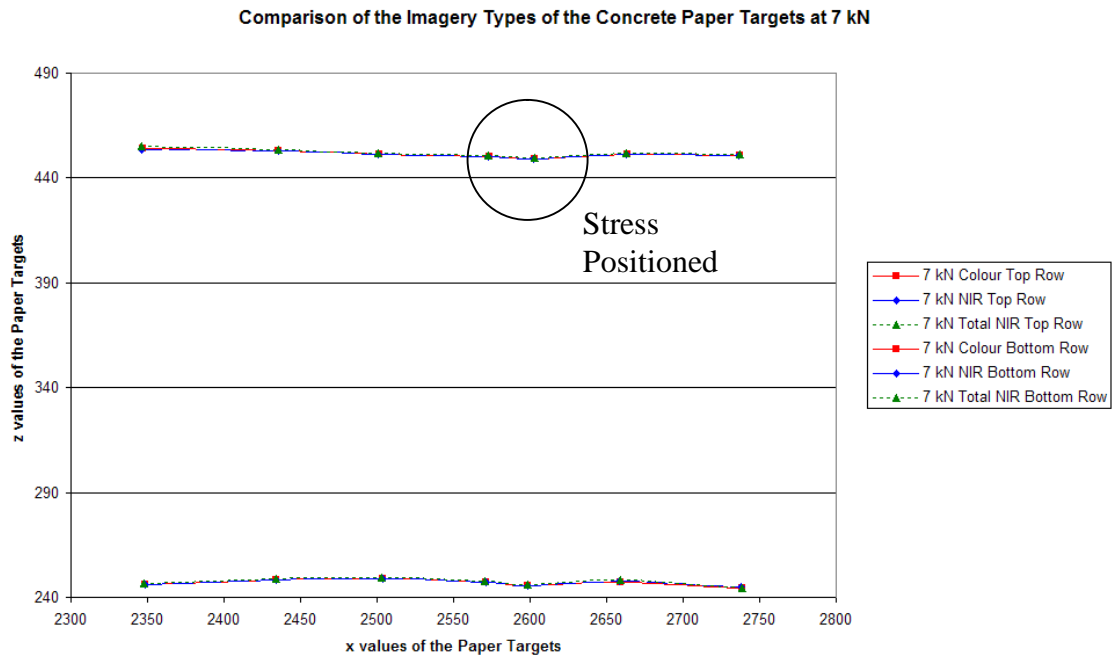 Comparison of the Imagery Types of the Concrete Paper Targets at 7 kN
490
440
390
340
290
240
2300
2350
2400
2450
2500
2550
2600
2650
2700
2750
2800
z values of the Paper Targets
x values of the Paper Targets
Stress
Positioned
7 kN Colour Top Row
7 kN NIR Top Row
7 kN Total NIR Top Row
7 kN Colour Bottom Row
7 kN NIR Bottom Row
7 kN Total NIR Bottom Row